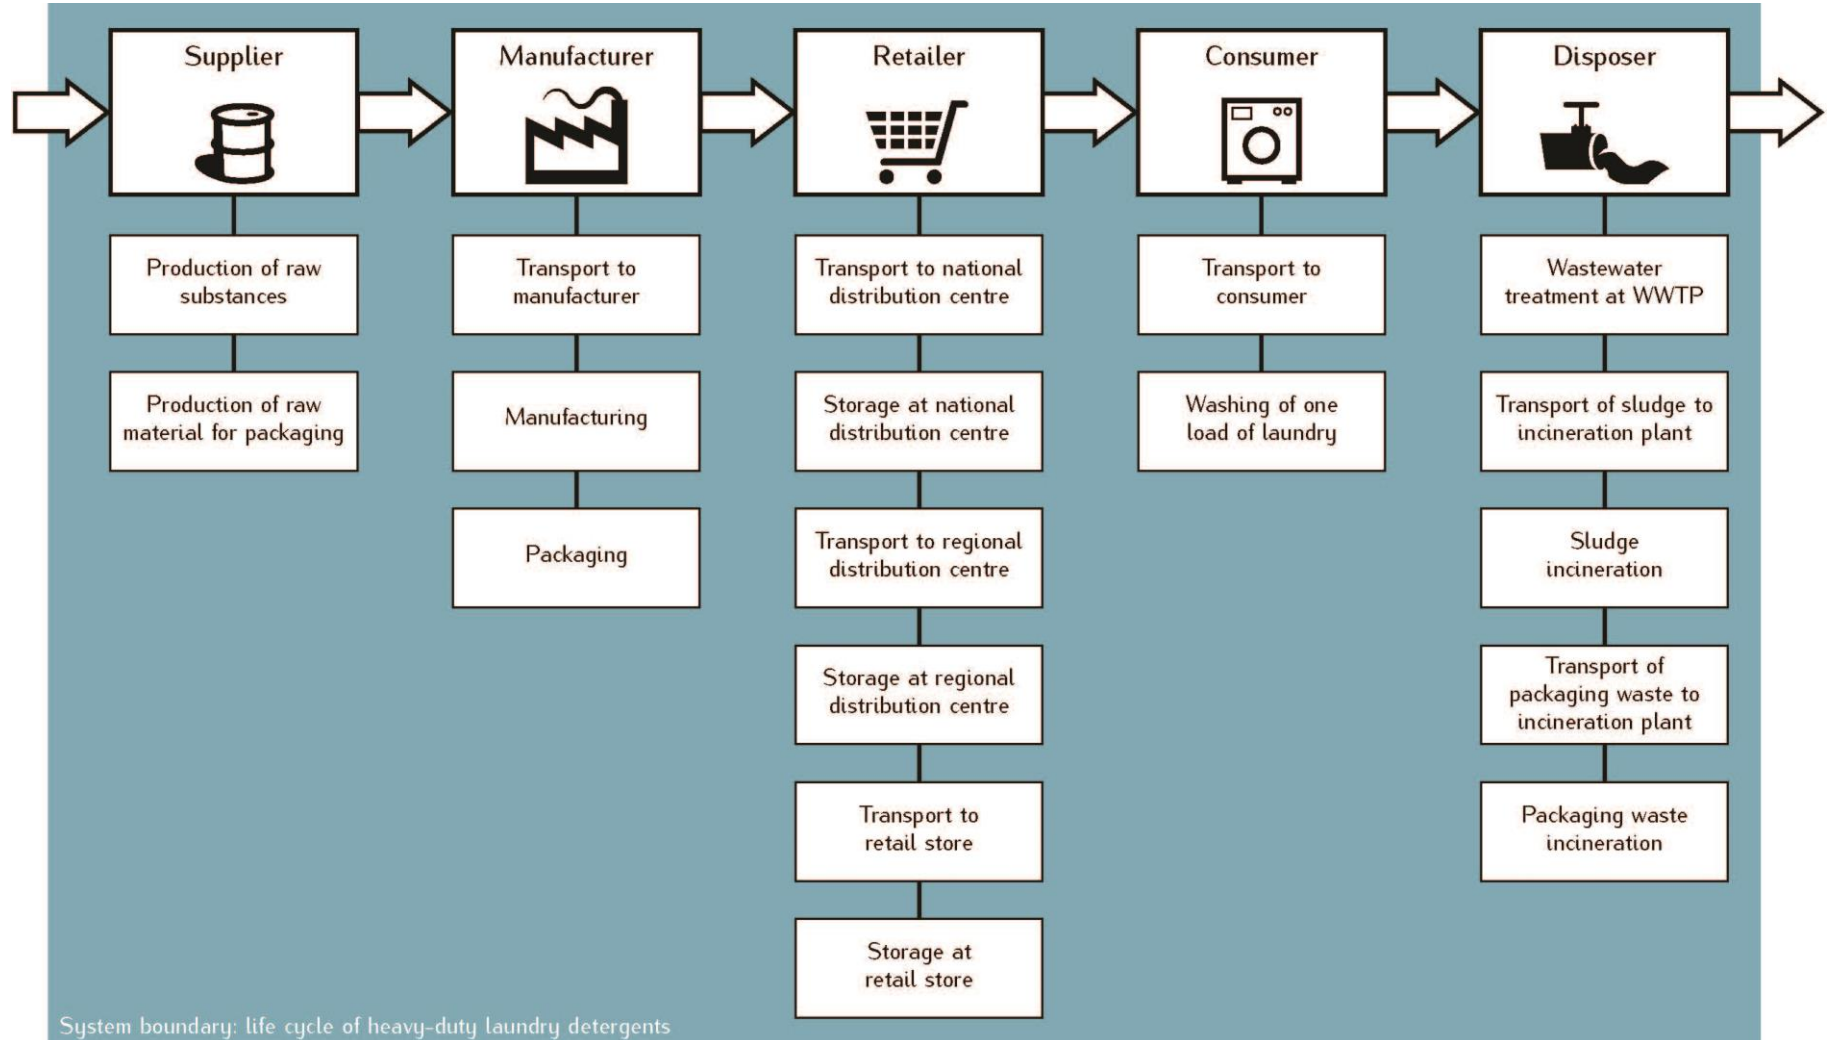 Supplier
Manufacturer
Retailer
Consumer
Disposer
Production of raw
substances
Production of raw
material for packaging
Transport to
manufacturer
Manufacturing
Packaging
Transport to national
distribution centre
Storage at national
distribution centre
Transport to regional
distribution centre
Storage at regional
distribution centre
Transport to
retail store
Storage at
retail store
Transport to
consumer
Washing of one
load of laundry
Wastewater
treatment at WWTP
Transport of sludge to
incineration plant
Sludge
incineration
Transport of
packaging waste to
incineration plant
Packaging waste
incineration
System boundary: life cycle of heavy-duty laundry detergents